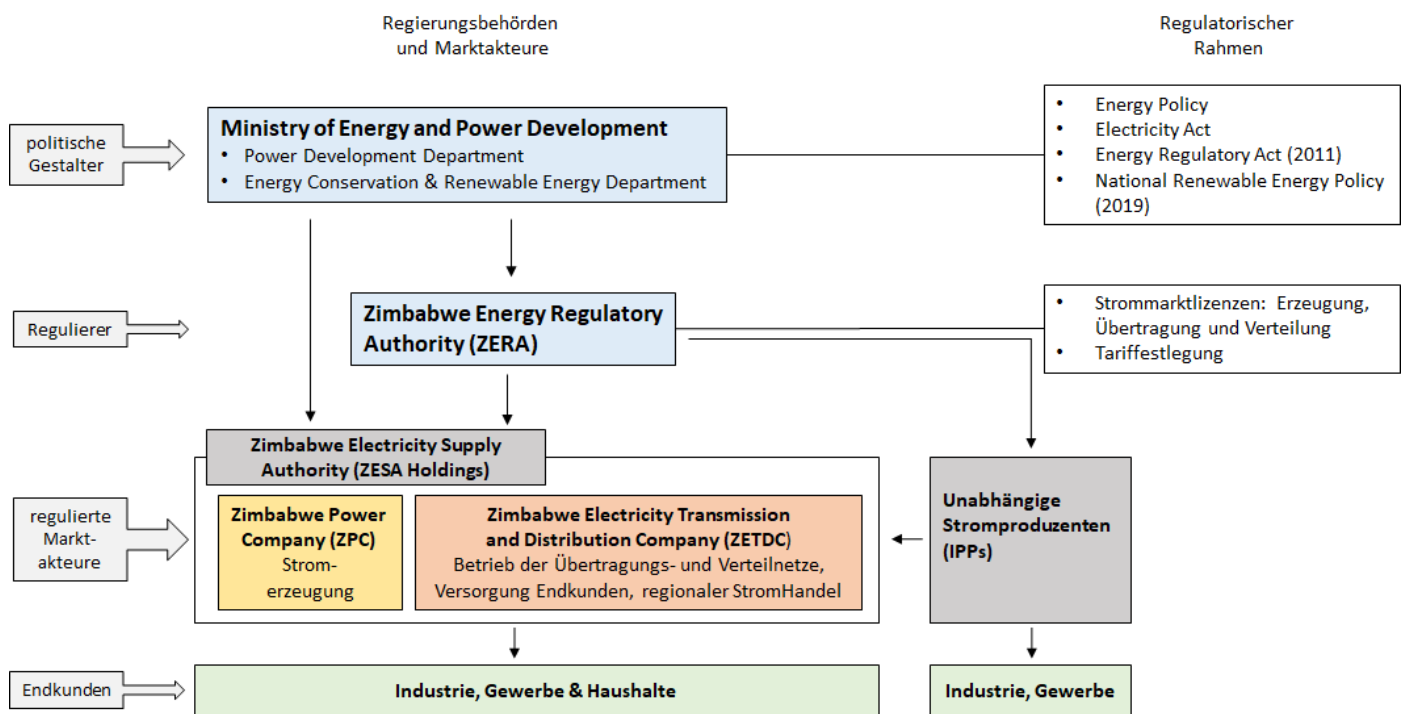 Regierungsbehörden
und Marktakteure
Regulatorischer
Rahmen
politische
Gestalter
Ministry of Energy and Power Development
• Power Development Department
• Energy Conservation & Renewable Energy Department
• Energy Policy
• Electricity Act
• Energy Regulatory Act (2011)
• National Renewable Energy Policy
(2019)
Regulierer
Zimbabwe Energy Regulatory
Authority (ZERA)
• Strommarktlizenzen: Erzeugung,
Übertragung und Verteilung
• Tariffestlegung
regulierte
Markt-
akteure
Zimbabwe Electricity Supply
Authority (ZESA Holdings)
Zimbabwe Power
Company (ZPC)
Strom-
erzeugung
Zimbabwe Electricity Transmission
and Distribution Company (ZETDC)
Betrieb der Übertragungs- und Verteilnetze,
Versorgung Endkunden, regionaler StromHandel
Unabhängige
Stromproduzenten
(IPPs)
Endkunden
Industrie, Gewerbe & Haushalte
Industrie, Gewerbe